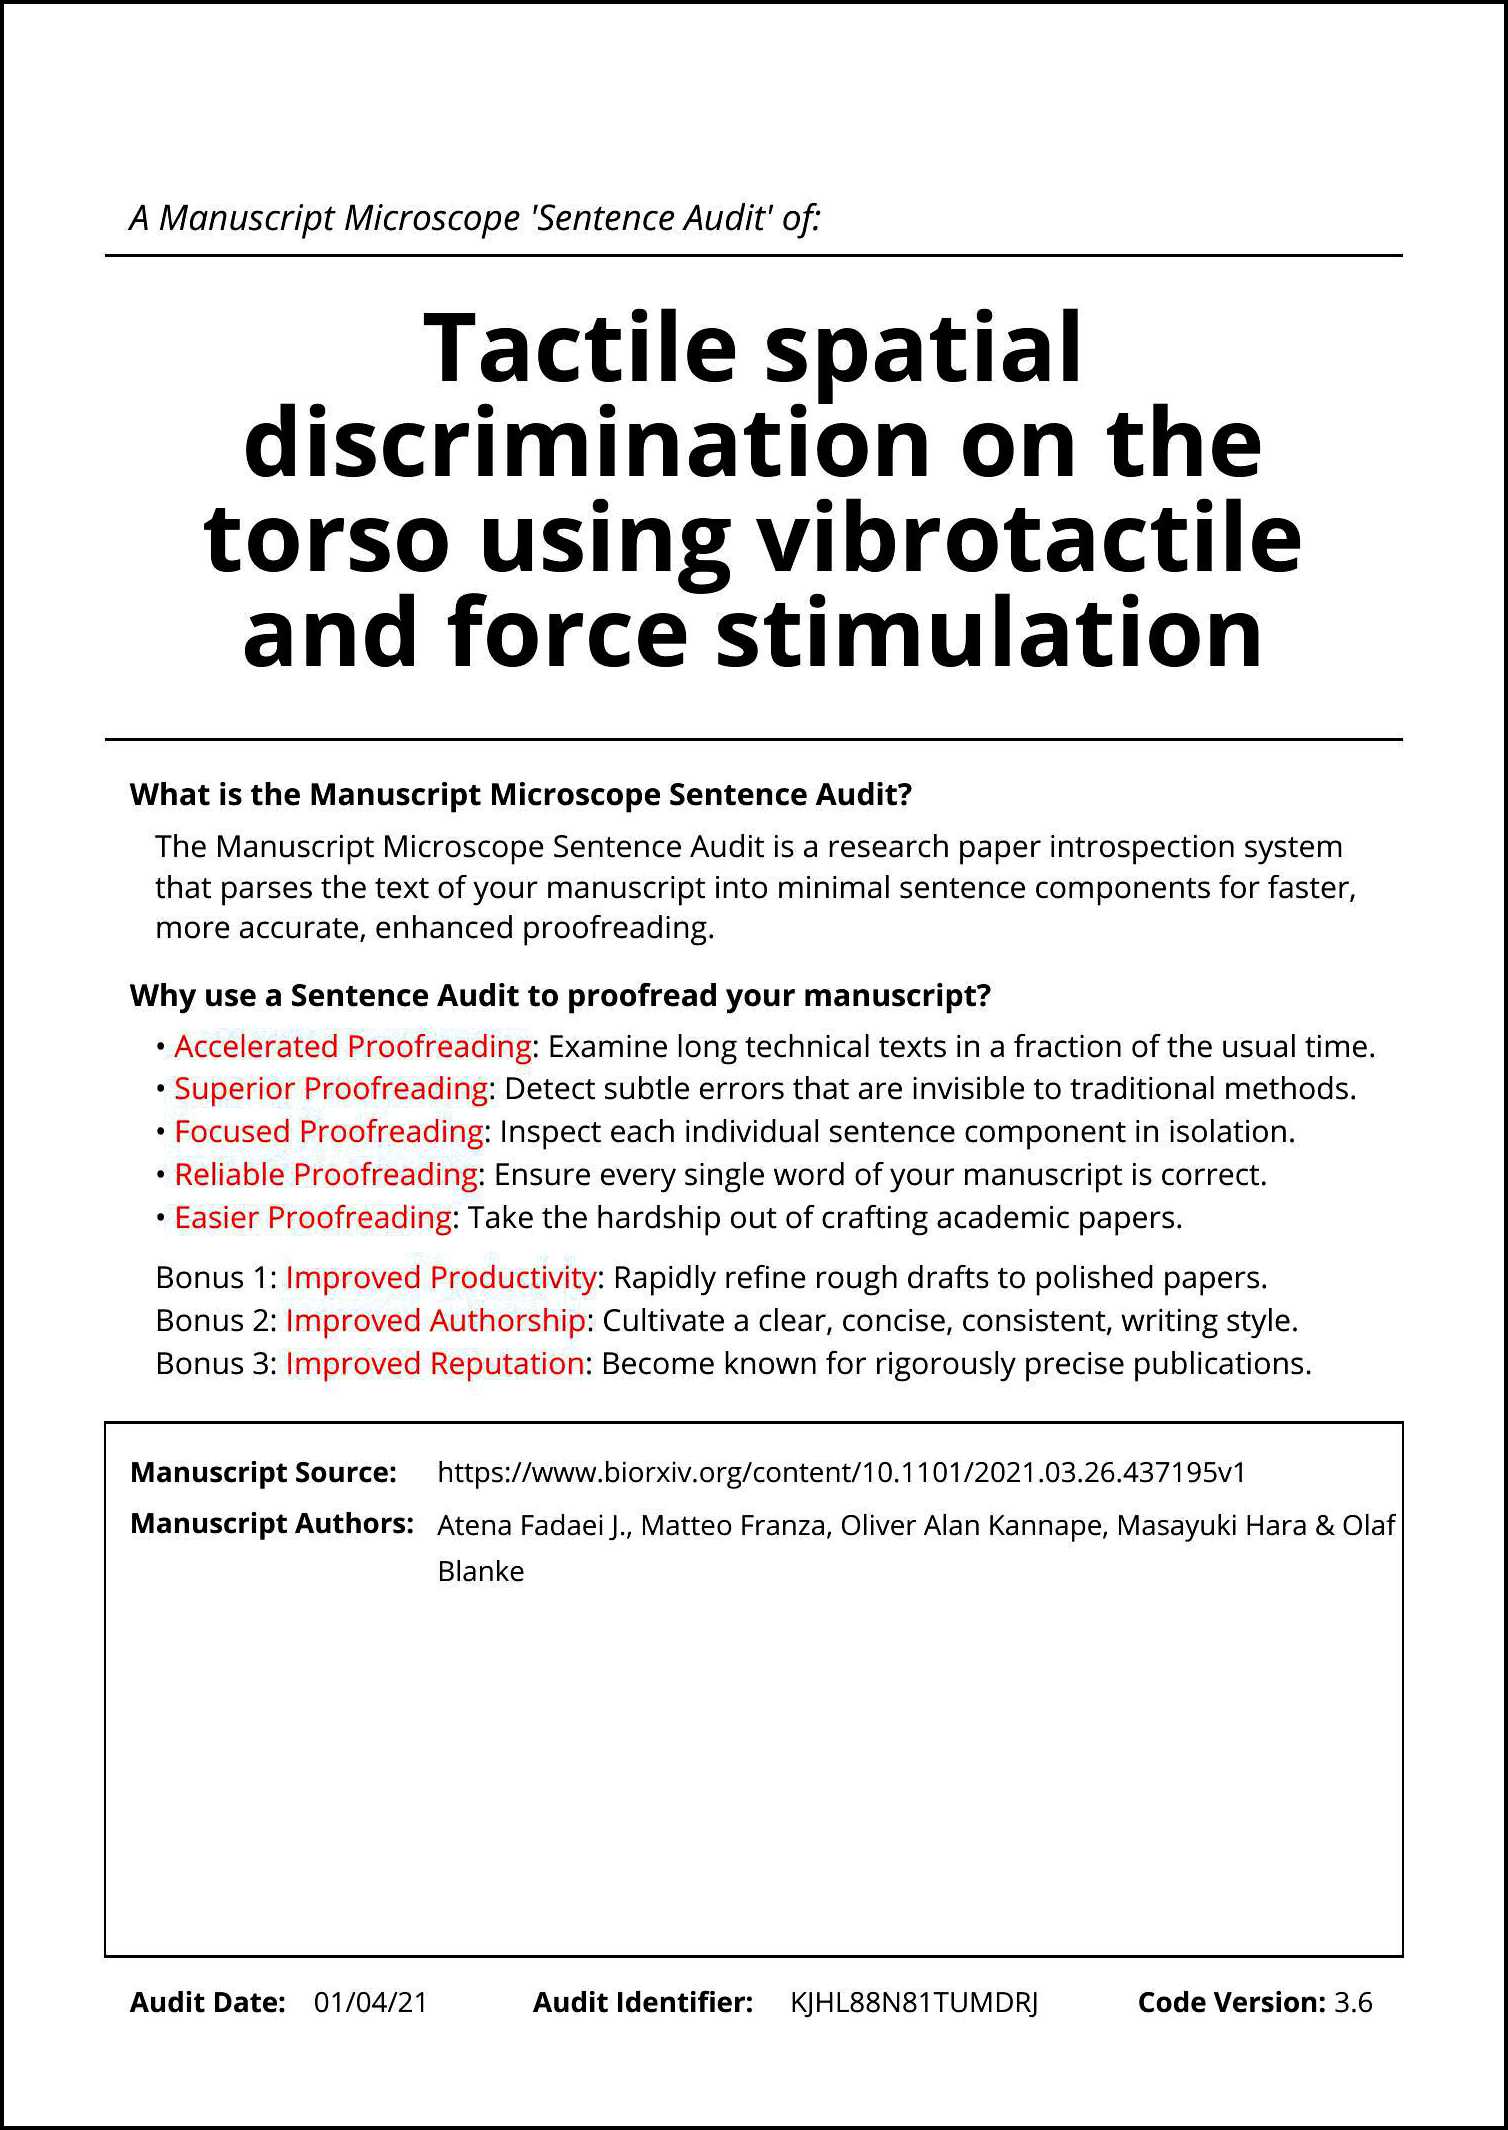 A Manuscript Microscope 'Sentence Audit' of:
Tactile spatial
discrimination on the
torso using vibrotactile
and force stimulation
What is the Manuscript Microscope Sentence Audit?
The Manuscript Microscope Sentence Audit is a research paper introspection system
that parses the text of your manuscript into minimal sentence components for faster,
more accurate, enhanced proofreading.
Why use a Sentence Audit to proofread your manuscript?
• Accelerated Proofreading: Examine long technical texts in a fraction of the usual time.
• Superior Proofreading: Detect subtle errors that are invisible to traditional methods.
• Focused Proofreading: Inspect each individual sentence component in isolation.
• Reliable Proofreading: Ensure every single word of your manuscript is correct.
• Easier Proofreading: Take the hardship out of crafting academic papers.
Bonus 1: Improved Productivity: Rapidly refine rough drafts to polished papers.
Bonus 2: Improved Authorship: Cultivate a clear, concise, consistent, writing style.
Bonus 3: Improved Reputation: Become known for rigorously precise publications.
Manuscript Source: https://www.biorxiv.org/content/10.1101/2021.03.26.437195v1
Manuscript Authors: Atena Fadaei J., Matteo Franza, Oliver Alan Kannape, Masayuki Hara & Olaf
Blanke
Audit Date: 01/04/21 Audit Identifier: KJHL88N81TUMDRJ Code Version: 3.6